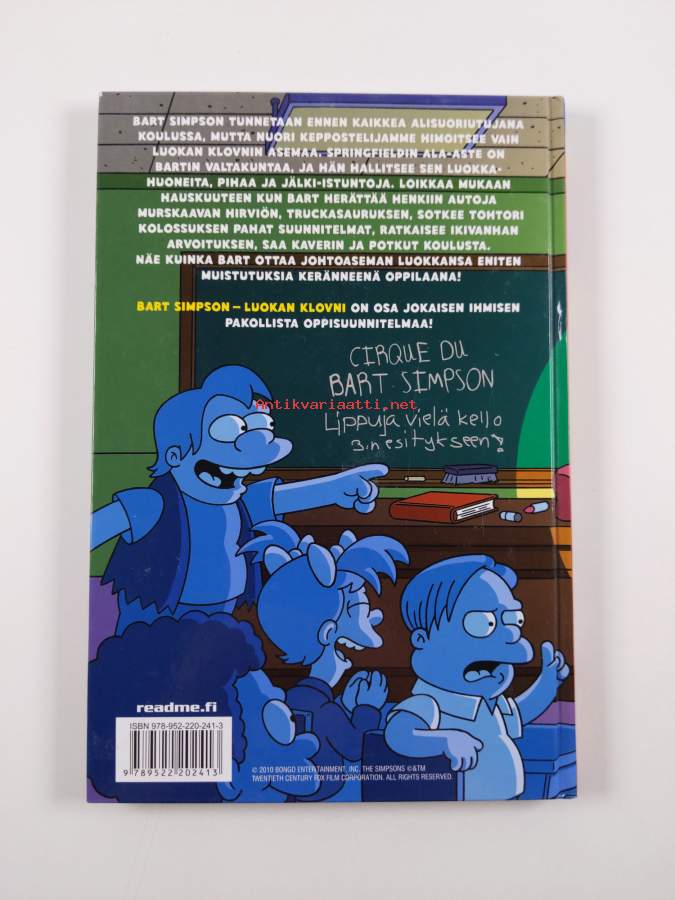 BART SIMPSON TUNNETAAN ENNEN KAIKKEA ALISUORIUTUJANA
KOULUSSA, MUTTA NUORI KEPPOSTELIJAMME HIMOITSEE VAIN
LUOKAN KLOVNIN ASEMAA. SPRINGFIELDIN ALA-ASTE ON
BARTIN VALTAKUNTAA, JA HÄN HALLITSEE SEN LUOKKA-
HUONEITA, PIHAA JA JÄLKI-ISTUNTOJA. LOIKKAA MUKAAN
HAUSKUUTEEN KUN BART HERÄTTÄÄ HENKIIN AUTOJA
MURSKAAVAN HIRVIÖN, TRUCKASAURUKSEN, SOTKEE TOHTORI
KOLOSSUKSEN PAHAT SUUNNITELMAT, RATKAISEE IKIVANHAN
ARVOITUKSEN, SAA KAVERIN JA POTKUT KOULUSTA.
NÄE KUINKA BART OTTAA JOHTOASEMAN LUOKKANSA ENITEN
MUISTUTUKSIA KERÄNNEENÄ OPPILAANA!
BART SIMPSON – LUOKAN KLOVNI ON OSA JOKAISEN IHMISEN
PAKOLLISTA OPPISUUNNITELMAA!
CIRQUE DU
BART SIMPSON
Antikvariaatti.net
Lippuja vielä kello
3:n esitykseen!
readme.fi
ISBN 978-952-220-241-3
9 789522 202413
© 2010 BONGO ENTERTAINMENT, INC. THE SIMPSONS ©&TM
TWENTIETH CENTURY FOX FILM CORPORATION. ALL RIGHTS RESERVED.